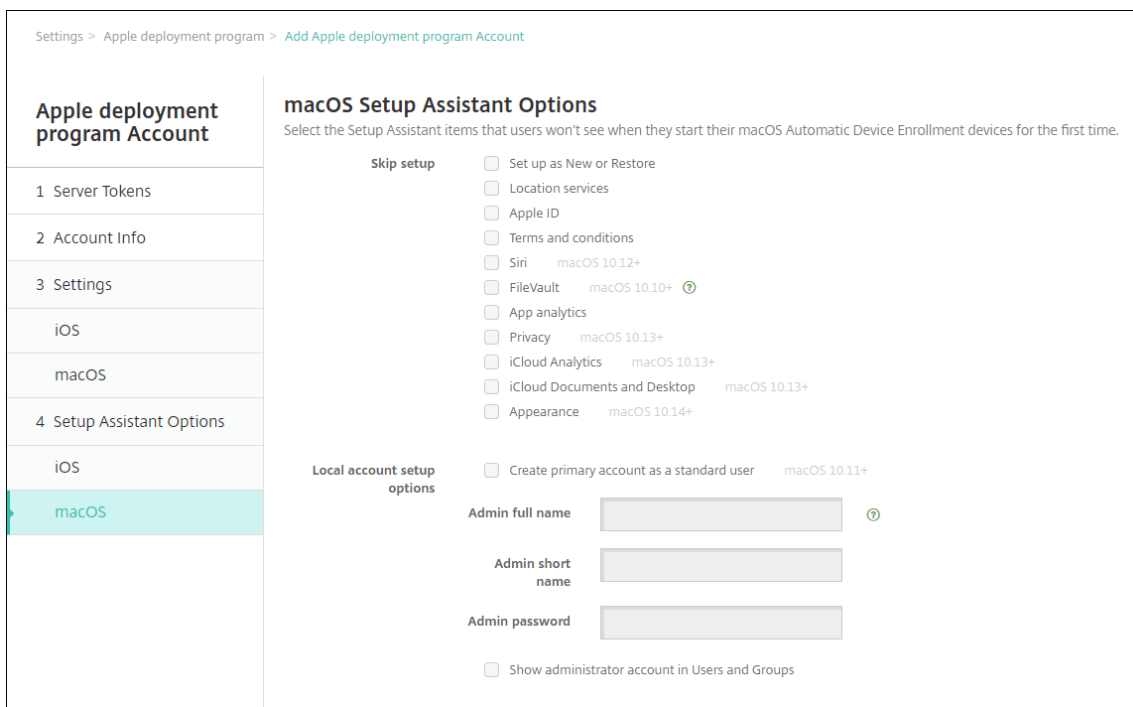 Settings > Apple deployment program > Add Apple deployment program Account
Apple deployment
program Account
1 Server Tokens
2 Account Info
3 Settings
iOS
macOS
4 Setup Assistant Options
iOS
macOS
macOS Setup Assistant Options
Select the Setup Assistant items that users won't see when they start their macOS Automatic Device Enrollment devices for the first time.
Skip setup
Set up as New or Restore
Location services
Apple ID
Terms and conditions
Siri macOS 10.12+
FileVault macOS 10.10+ ?
App analytics
Privacy macOS 10.13+
iCloud Analytics macOS 10.13+
iCloud Documents and Desktop macOS 10.13+
Appearance macOS 10.14+
Local account setup
options
Create primary account as a standard user macOS 10.11+
Admin full name ?
Admin short
name
Admin password
Show administrator account in Users and Groups